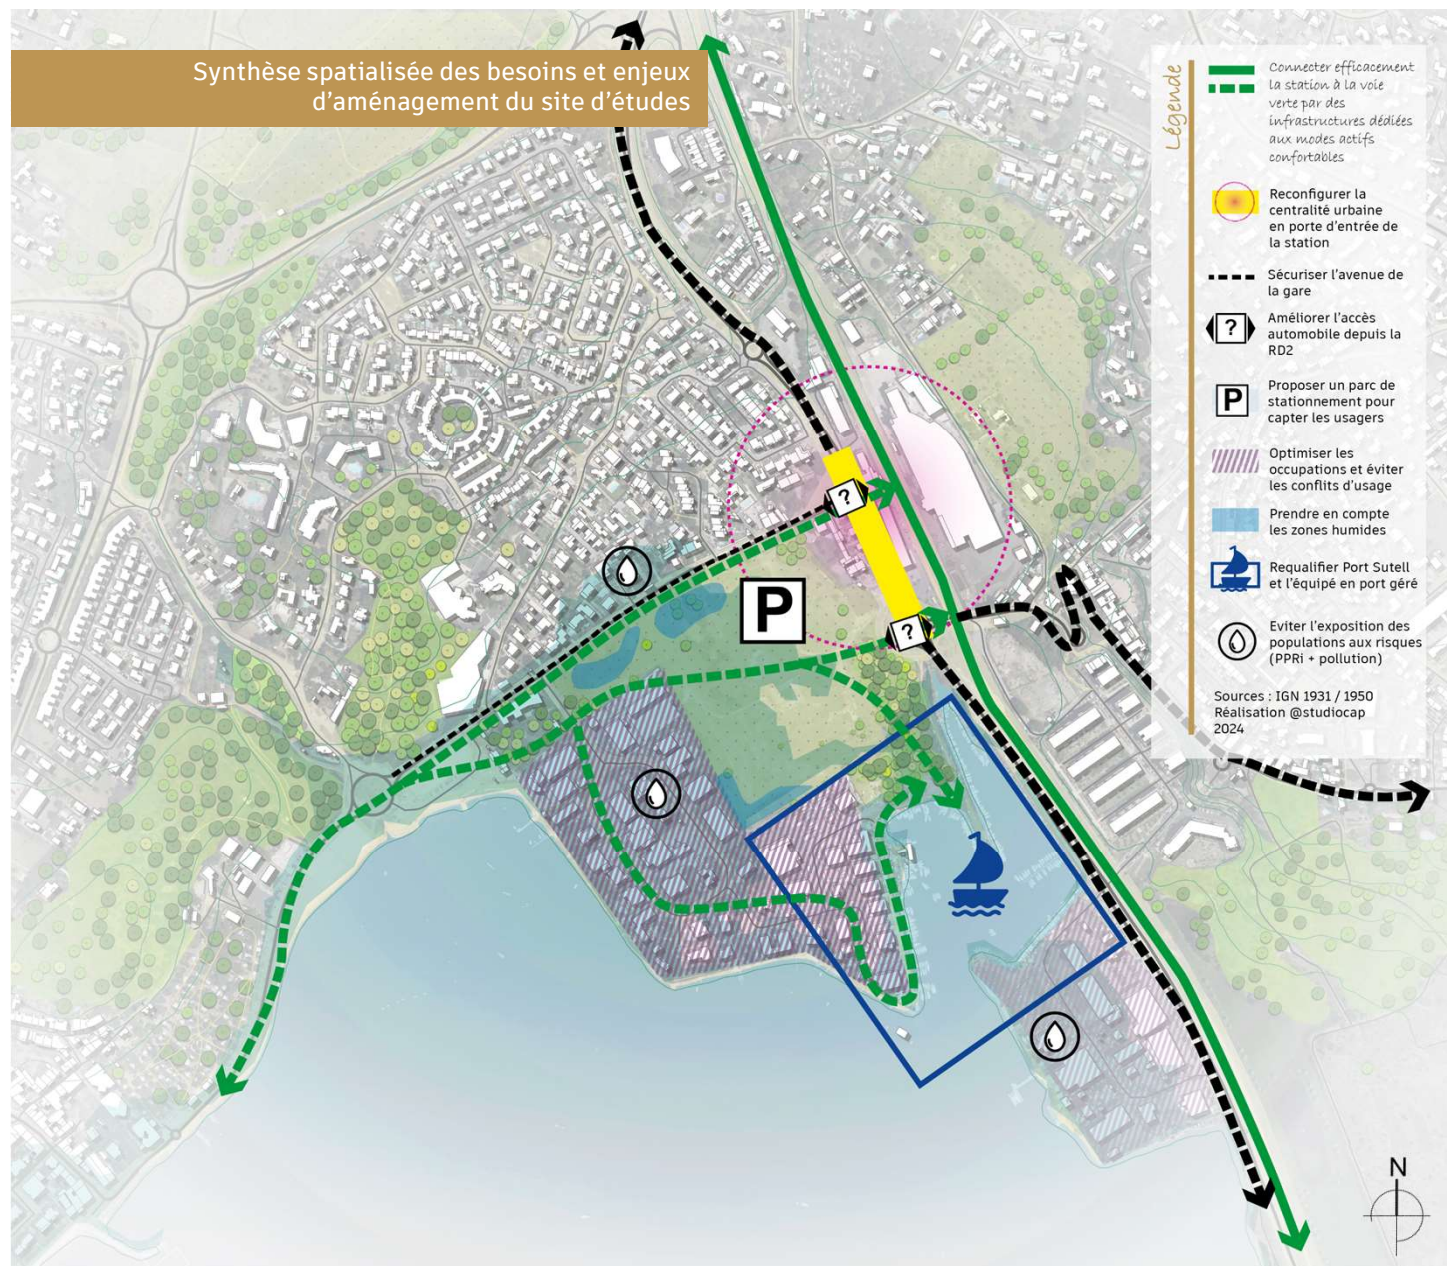 Synthèse spatialisée des besoins et enjeux
d'aménagement du site d'études
Légende
Connecter efficacement
la station à la voie
verte par des
infrastructures dédiées
aux modes actifs
confortables
Reconfigurer la
centralité urbaine
en porte d'entrée de
la station
Sécuriser l'avenue de
la gare
?
Améliorer l'accès
automobile depuis la
RD2
P
Proposer un parc de
stationnement pour
capter les usagers
Optimiser les
occupations et éviter
les conflits d'usage
Prendre en compte
les zones humides
Requalifier Port Sutell
et l'équipé en port géré
Eviter l'exposition des
populations aux risques
(PPRi + pollution)
Sources : IGN 1931 / 1950
Réalisation @studiocap
2024
?
P
?
N